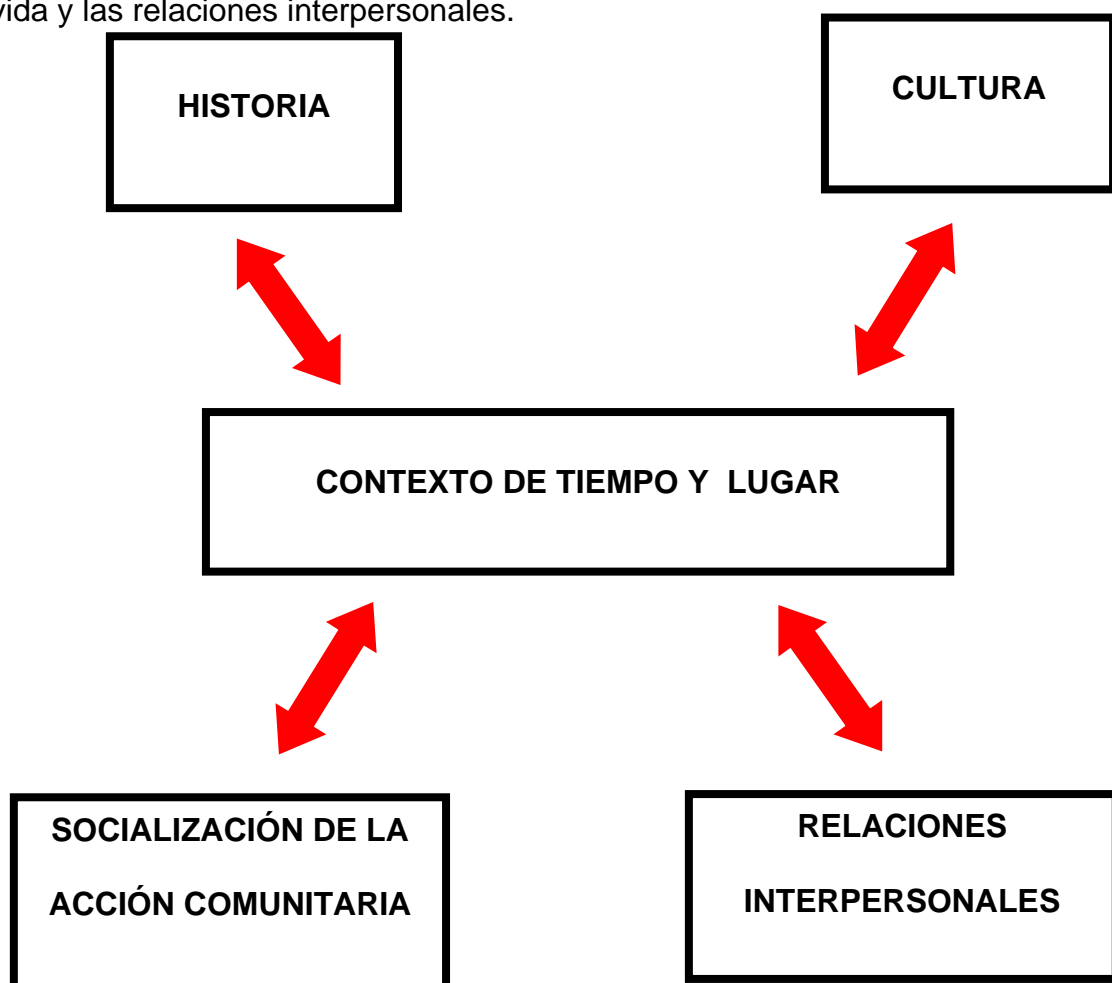 vida y las relaciones interpersonales.
HISTORIA
CULTURA
CONTEXTO DE TIEMPO Y LUGAR
SOCIALIZACIÓN DE LA
ACCIÓN COMUNITARIA
RELACIONES
INTERPERSONALES